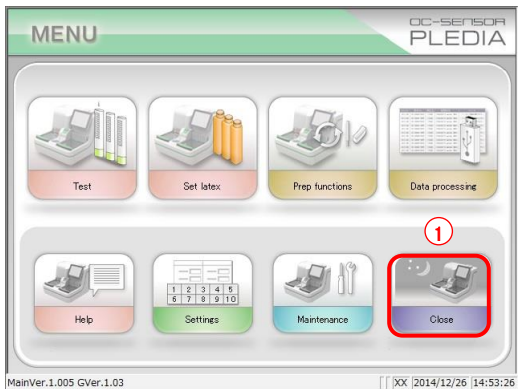 MENU
OC-SENSOR
PLEDIA
Test
Set latex
Prep functions
Data processing
1
Help
1 2 3 4 5
6 7 8 9 10
Settings
Maintenance
Close
MainVer.1.005 GVer.1.03
XX 2014/12/26 14:53:26